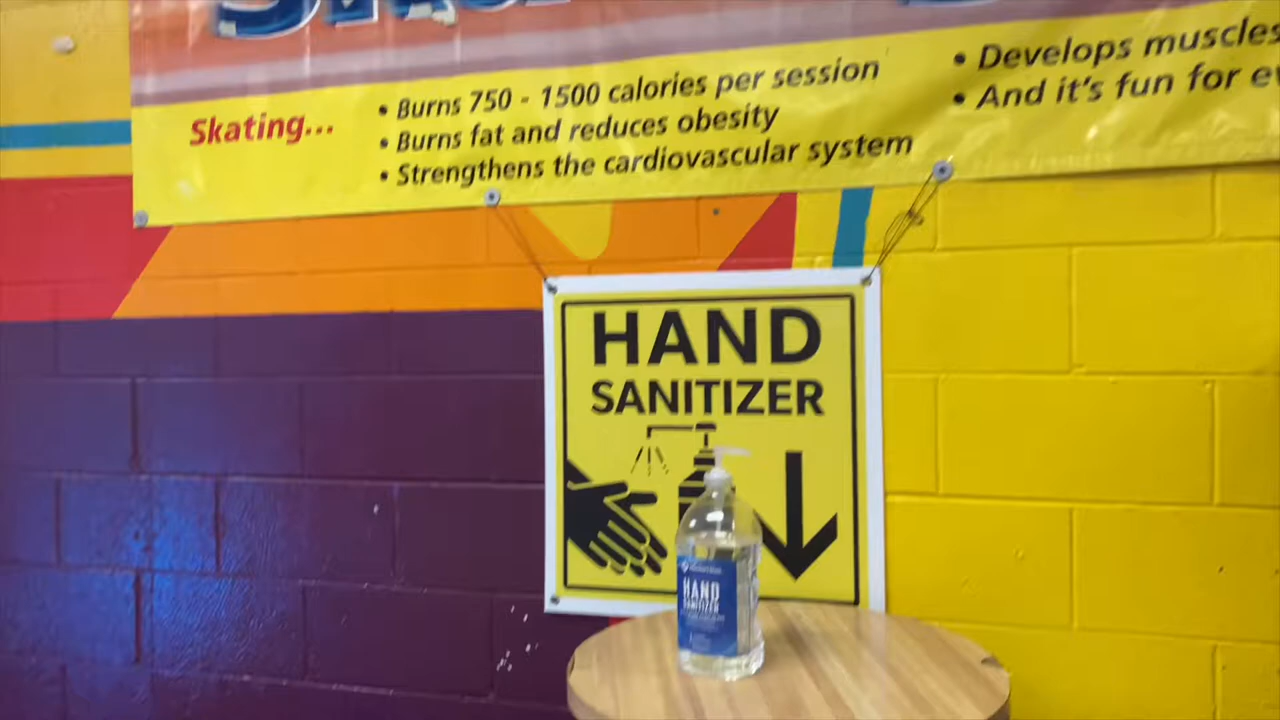 Skating...
• Burns 750 - 1500 calories per session
• Burns fat and reduces obesity
• Strengthens the cardiovascular system
• Develops muscles
• And it's fun for
HAND
SANITIZER
HAND
SANITIZER